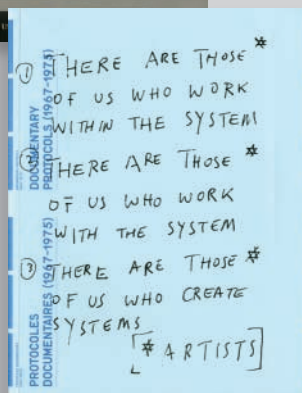 ① THERE ARE THOSE *
OF US WHO WORK
WITHIN THE SYSTEM
② THERE ARE THOSE *
OF US WHO WORK
WITH THE SYSTEM
③ THERE ARE THOSE *
OF US WHO CREATE
SYSTEMS
[* ARTISTS]
DOCUMENTARY
PROTOCOLS (1967-1975)
PROTOCOLES
DOCUMENTAIRES (1967-1975)